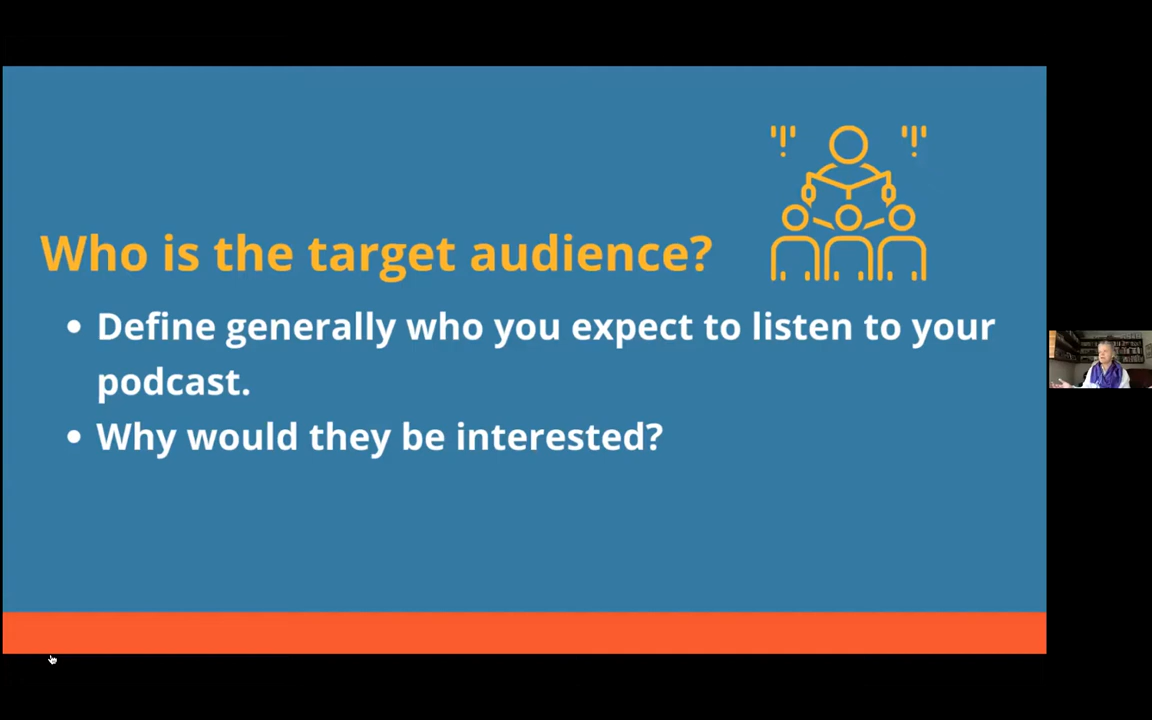 Who is the target audience?
• Define generally who you expect to listen to your
podcast.
• Why would they be interested?